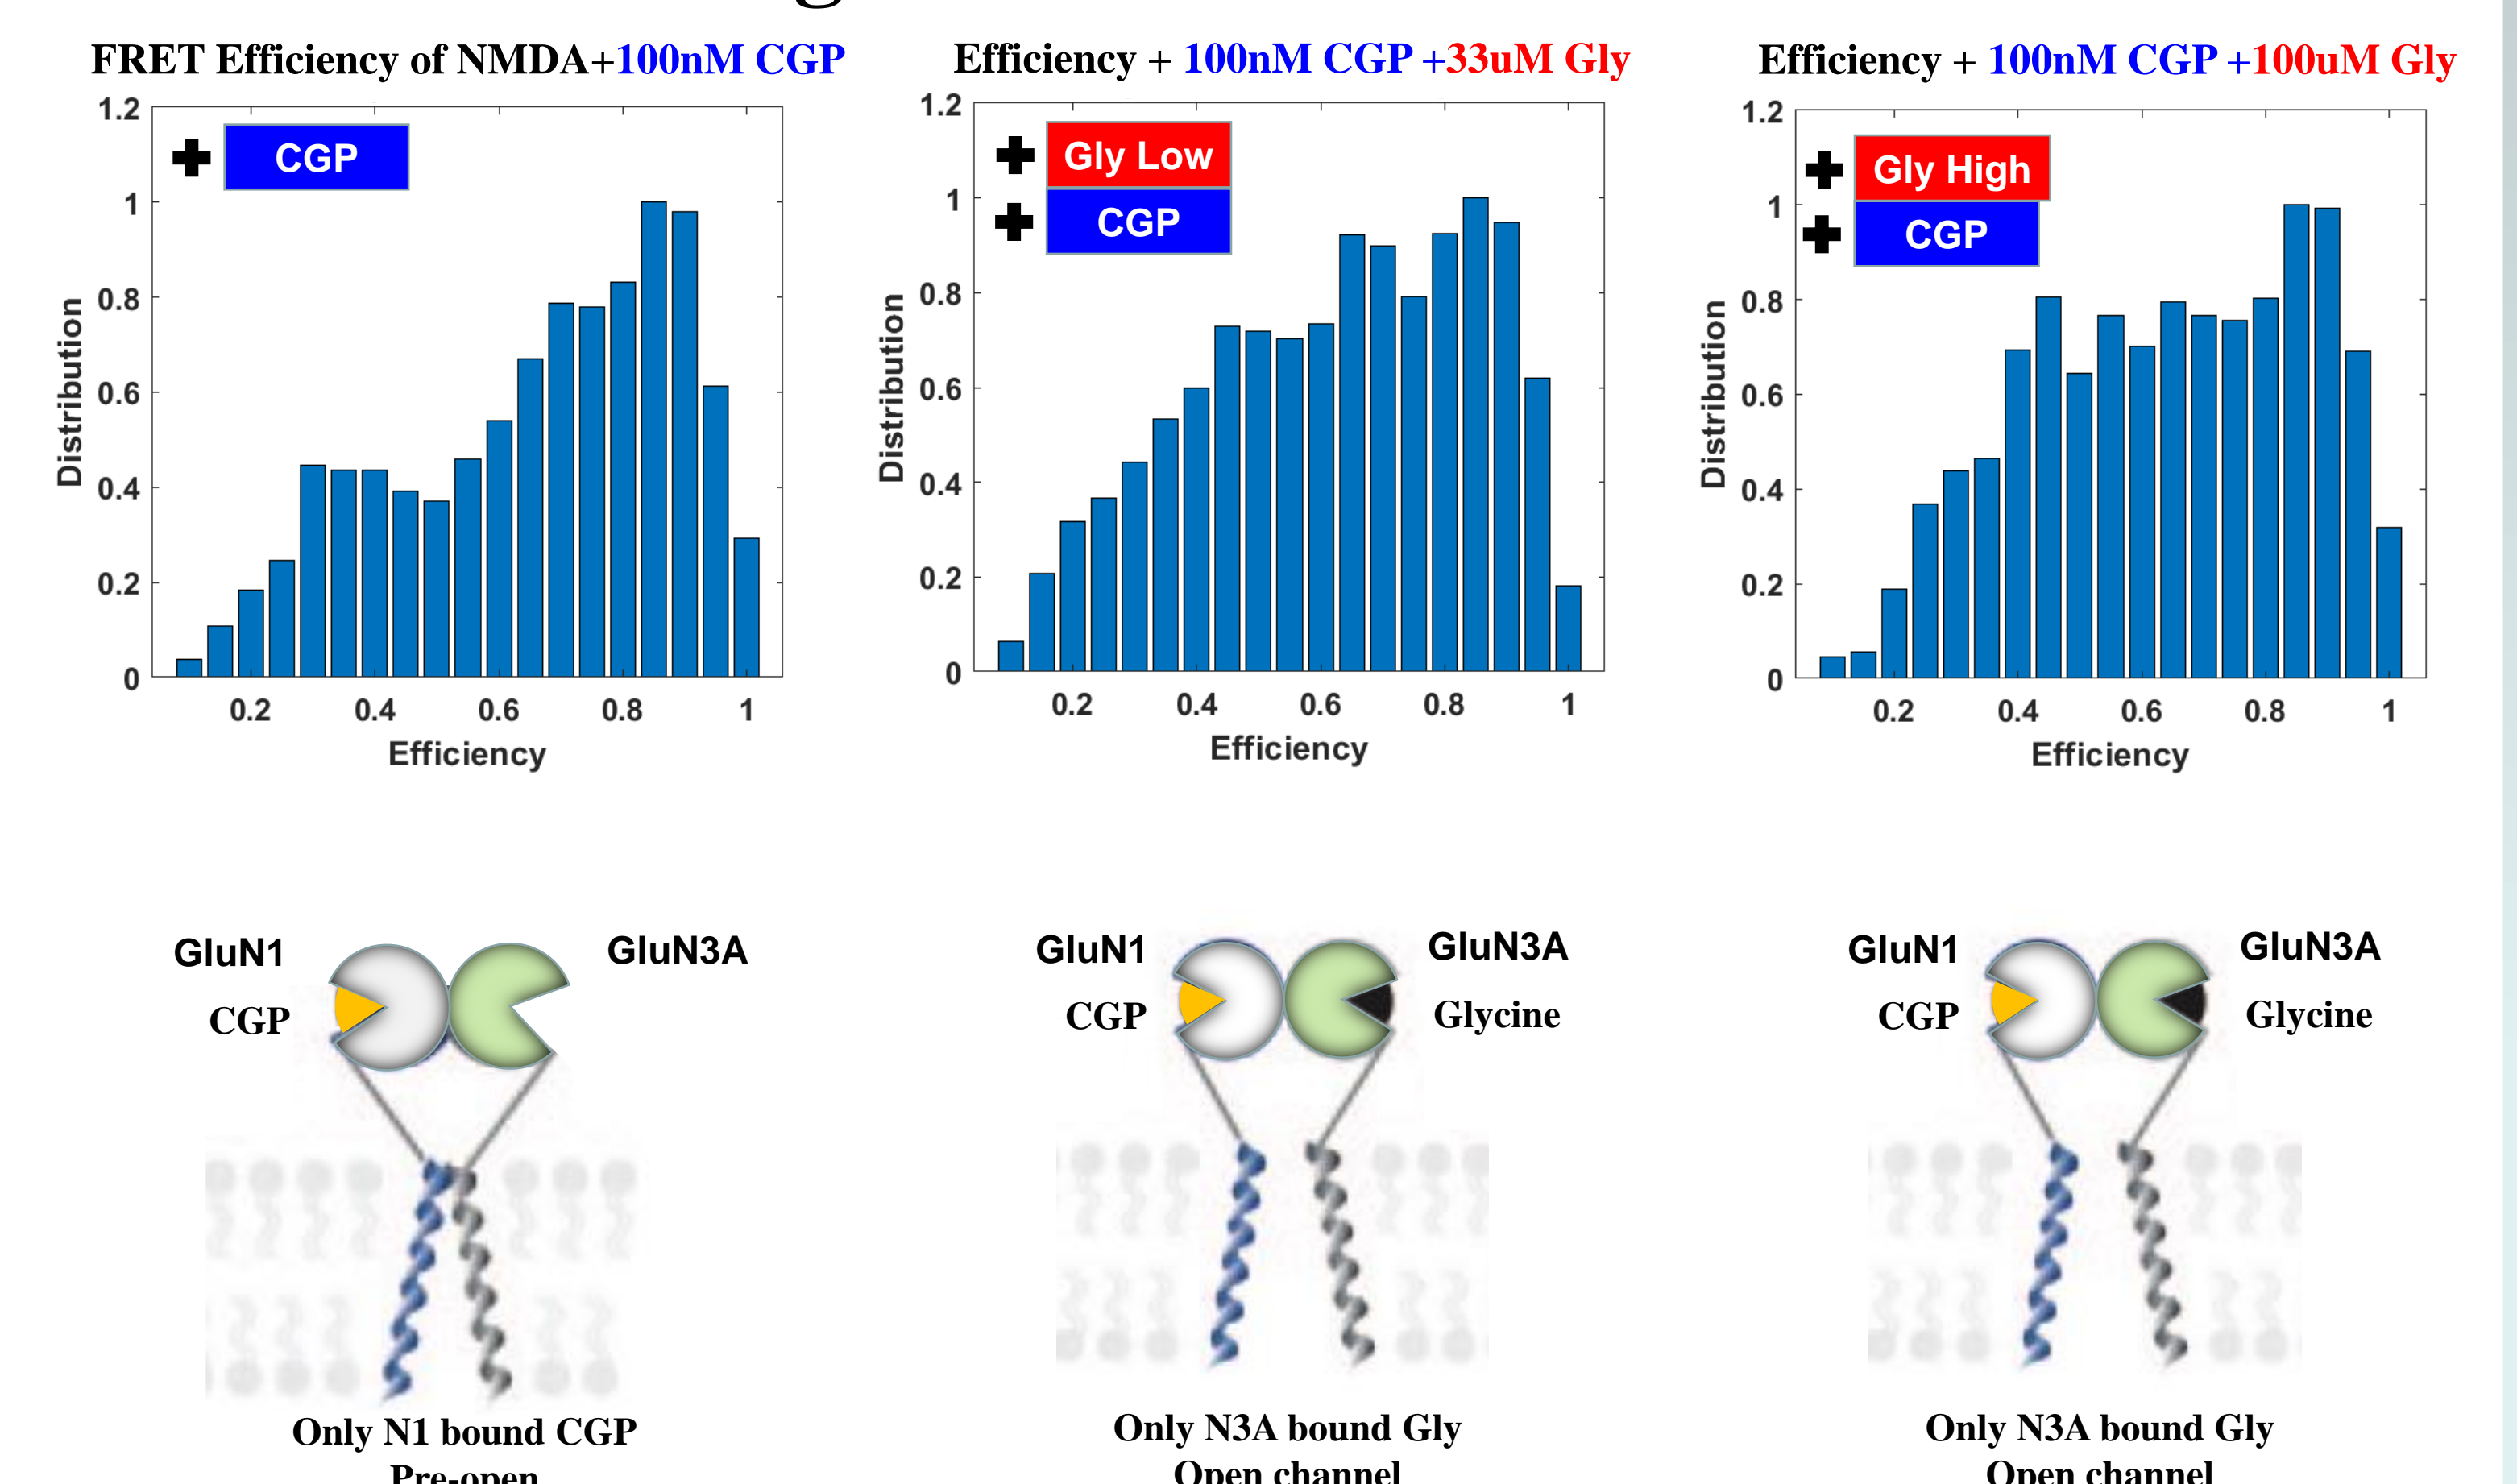 FRET Efficiency of NMDA+100nM CGP
Efficiency + 100nM CGP +33uM Gly
Efficiency + 100nM CGP +100uM Gly
CGP
1.2
1
0.8
0.6
0.4
0.2
0
Distribution
0.2 0.4 0.6 0.8 1
Efficiency
Gly Low
CGP
1.2
1
0.8
0.6
0.4
0.2
0
Distribution
0.2 0.4 0.6 0.8 1
Efficiency
Gly High
CGP
1.2
1
0.8
0.6
0.4
0.2
0
Distribution
0.2 0.4 0.6 0.8 1
Efficiency
GluN1
GluN3A
CGP
Only N1 bound CGP
Pre-open
GluN1
GluN3A
CGP
Glycine
Only N3A bound Gly
Open channel
GluN1
GluN3A
CGP
Glycine
Only N3A bound Gly
Open channel